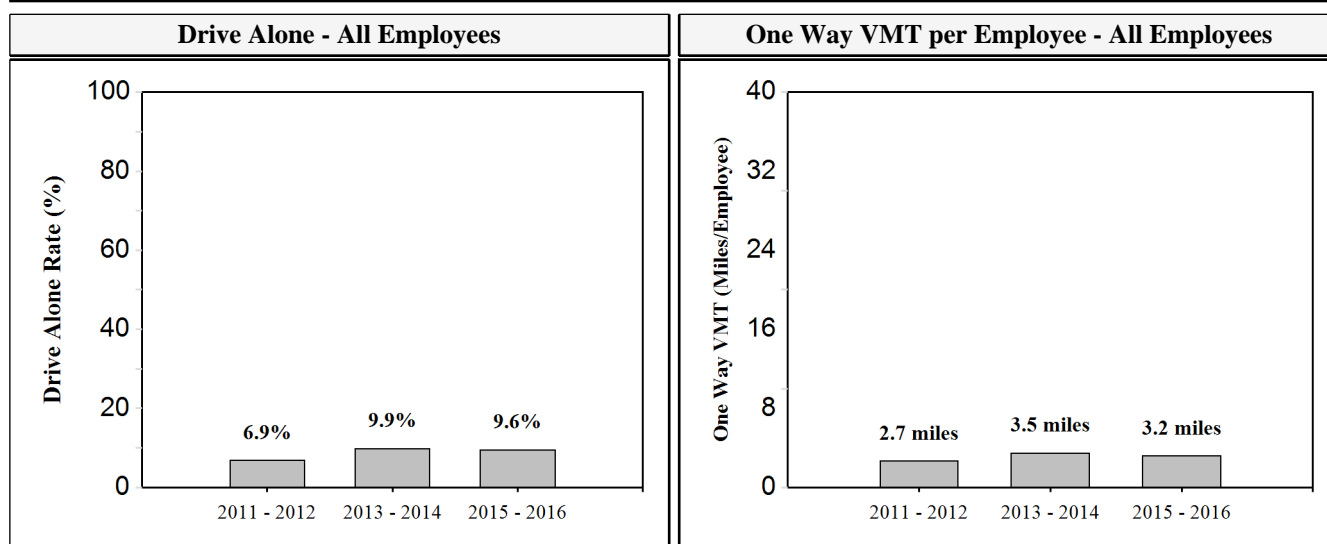 Drive Alone - All Employees
One Way VMT per Employee - All Employees
Drive Alone Rate (%)
100
80
60
40
20
0
6.9%
9.9%
9.6%
2011 - 2012
2013 - 2014
2015 - 2016
One Way VMT (Miles/Employee)
40
32
24
16
8
0
2.7 miles
3.5 miles
3.2 miles
2011 - 2012
2013 - 2014
2015 - 2016